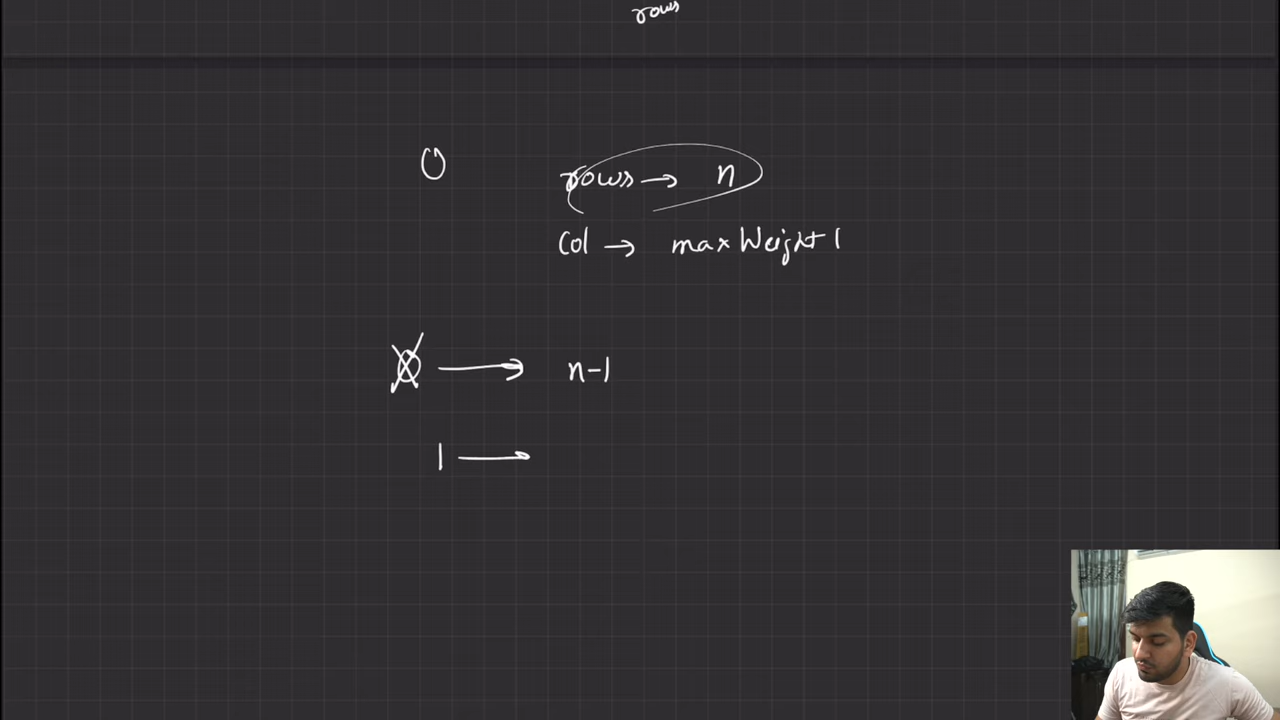 rows
0
rows → n
Col → maxWeight+1
0 → n-1
1 →